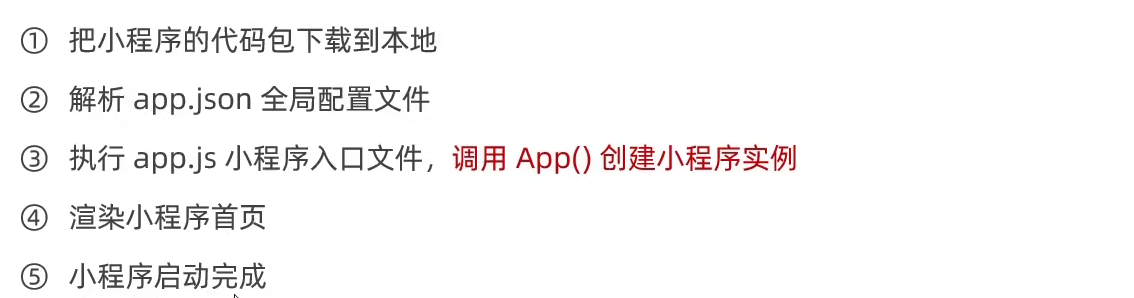 ① 把小程序的代码包下载到本地
② 解析 app.json 全局配置文件
③ 执行 app.js 小程序入口文件，调用 App() 创建小程序实例
④ 渲染小程序首页
⑤ 小程序启动完成